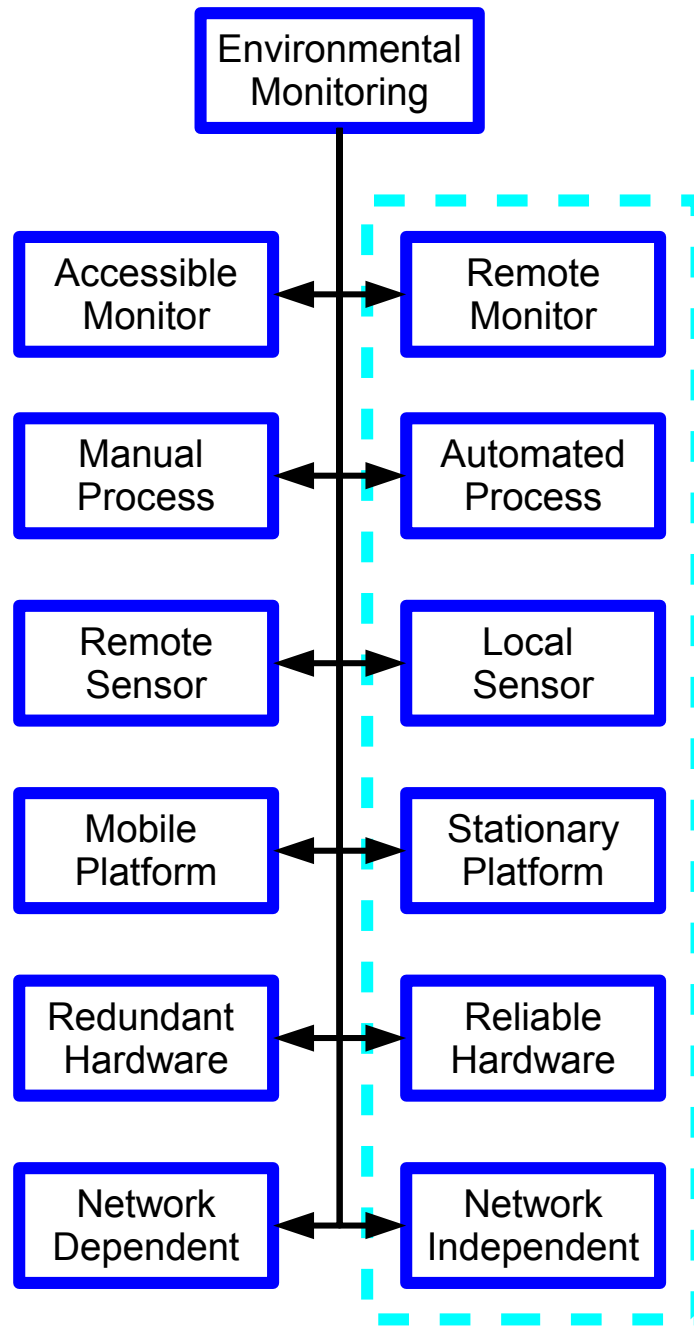 Environmental
Monitoring
Accessible
Monitor
Remote
Monitor
Manual
Process
Automated
Process
Remote
Sensor
Local
Sensor
Mobile
Platform
Stationary
Platform
Redundant
Hardware
Reliable
Hardware
Network
Dependent
Network
Independent